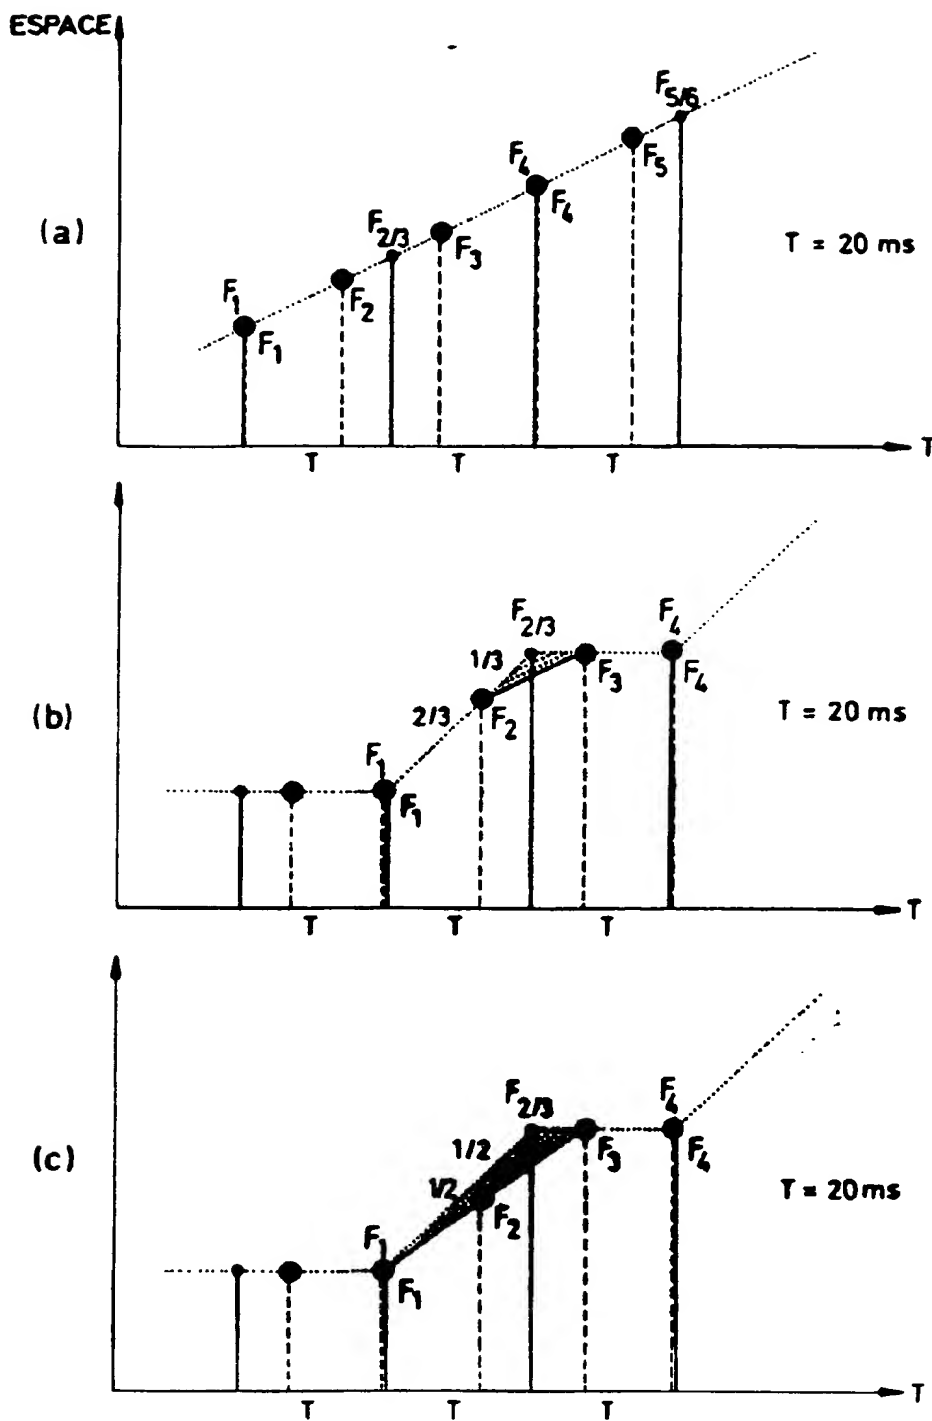 ESPACE
F5/6
F4
F5
(a)
F2/3
F4
T = 20 ms
F3
F1
F2
F1
T
T T T
F2/3
F4
1/3
F3
F4
(b)
2/3
F2
T = 20 ms
F1
F1
T
T T T
F2/3
F4
1/2
F3
F4
(c)
1/2
F2
T = 20 ms
F1
F1
T
T T T